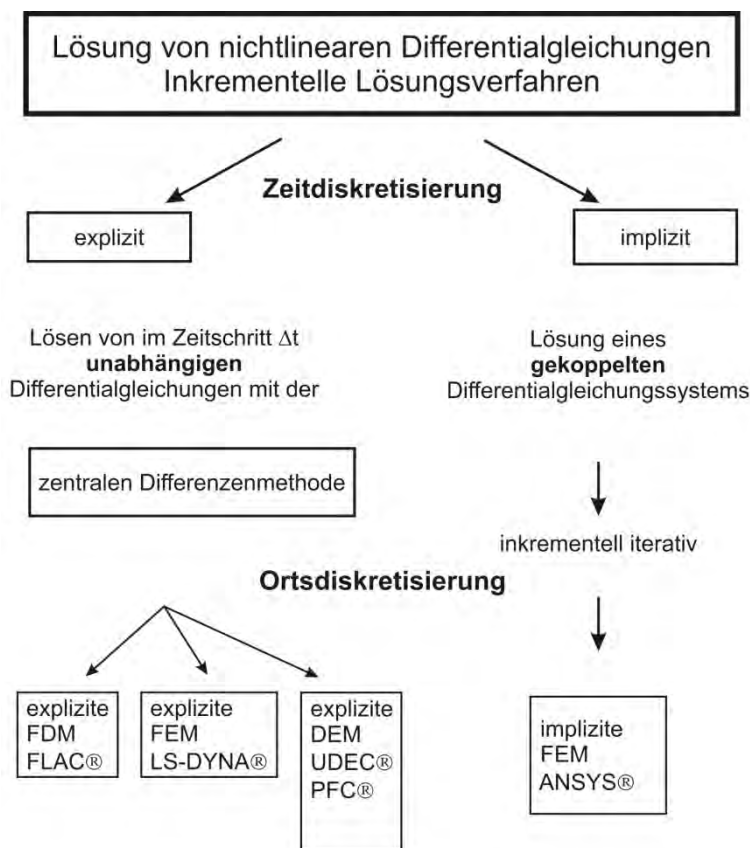 Lösung von nichtlinearen Differentialgleichungen
Inkrementelle Lösungsverfahren
Zeitdiskretisierung
explizit
implizit
Lösen von im Zeitschritt Δt
unabhängigen
Differentialgleichungen mit der
Lösung eines
gekoppelten
Differentialgleichungssystems
zentralen Differenzenmethode
inkrementell iterativ
Ortsdiskretisierung
explizite
FDM
FLAC®
explizite
FEM
LS-DYNA®
explizite
DEM
UDEC®
PFC®
implizite
FEM
ANSYS®